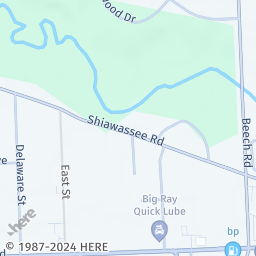 ood Dr
Shiawassee Rd
Beech Rd
Delaware St
East St
ve
Big Ray
Quick Lube
bp
here
© 1987-2024 HERE